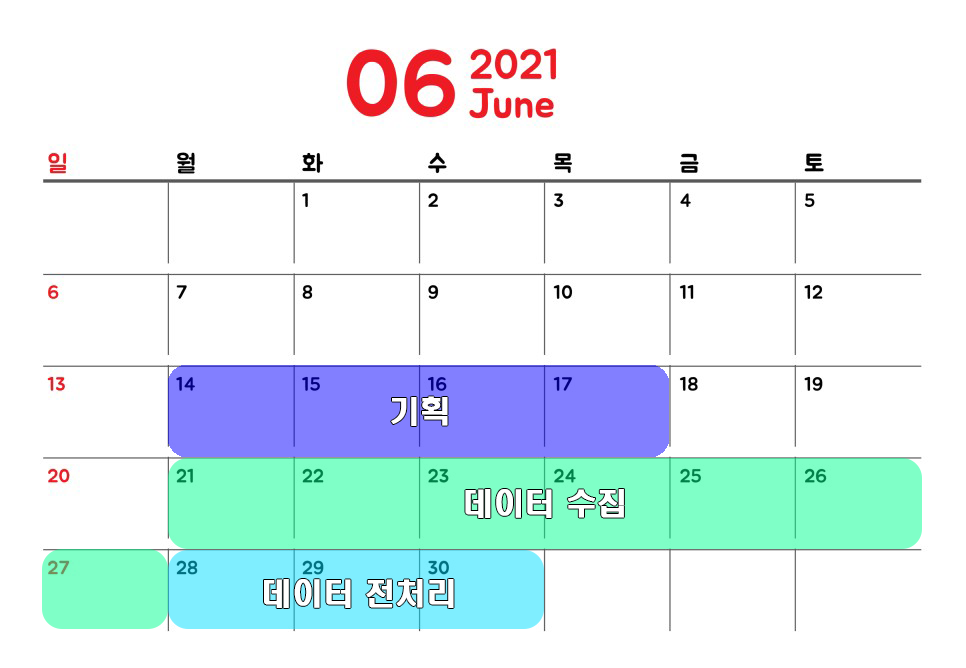 06 2021
June
일 월 화 수 목 금 토
1 2 3 4 5
6 7 8 9 10 11 12
13 14 15 16 17 18 19
기획
20 21 22 23 24 25 26
데이터 수집
27 28 29 30
데이터 전처리